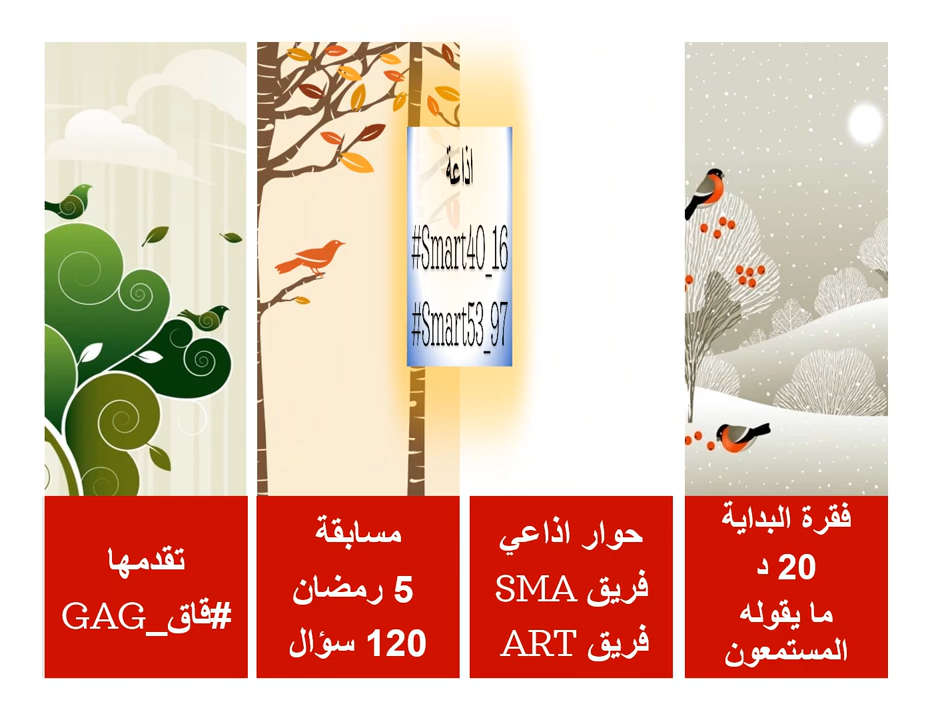 اذاعة
#Smart40_16
#Smart53_97
فقرة البداية
20 د
ما يقوله
المستمعون
حوار اذاعي
فريق SMA
فريق ART
مسابقة
5 رمضان
120 سؤال
تقدمها
#قاق_GAG